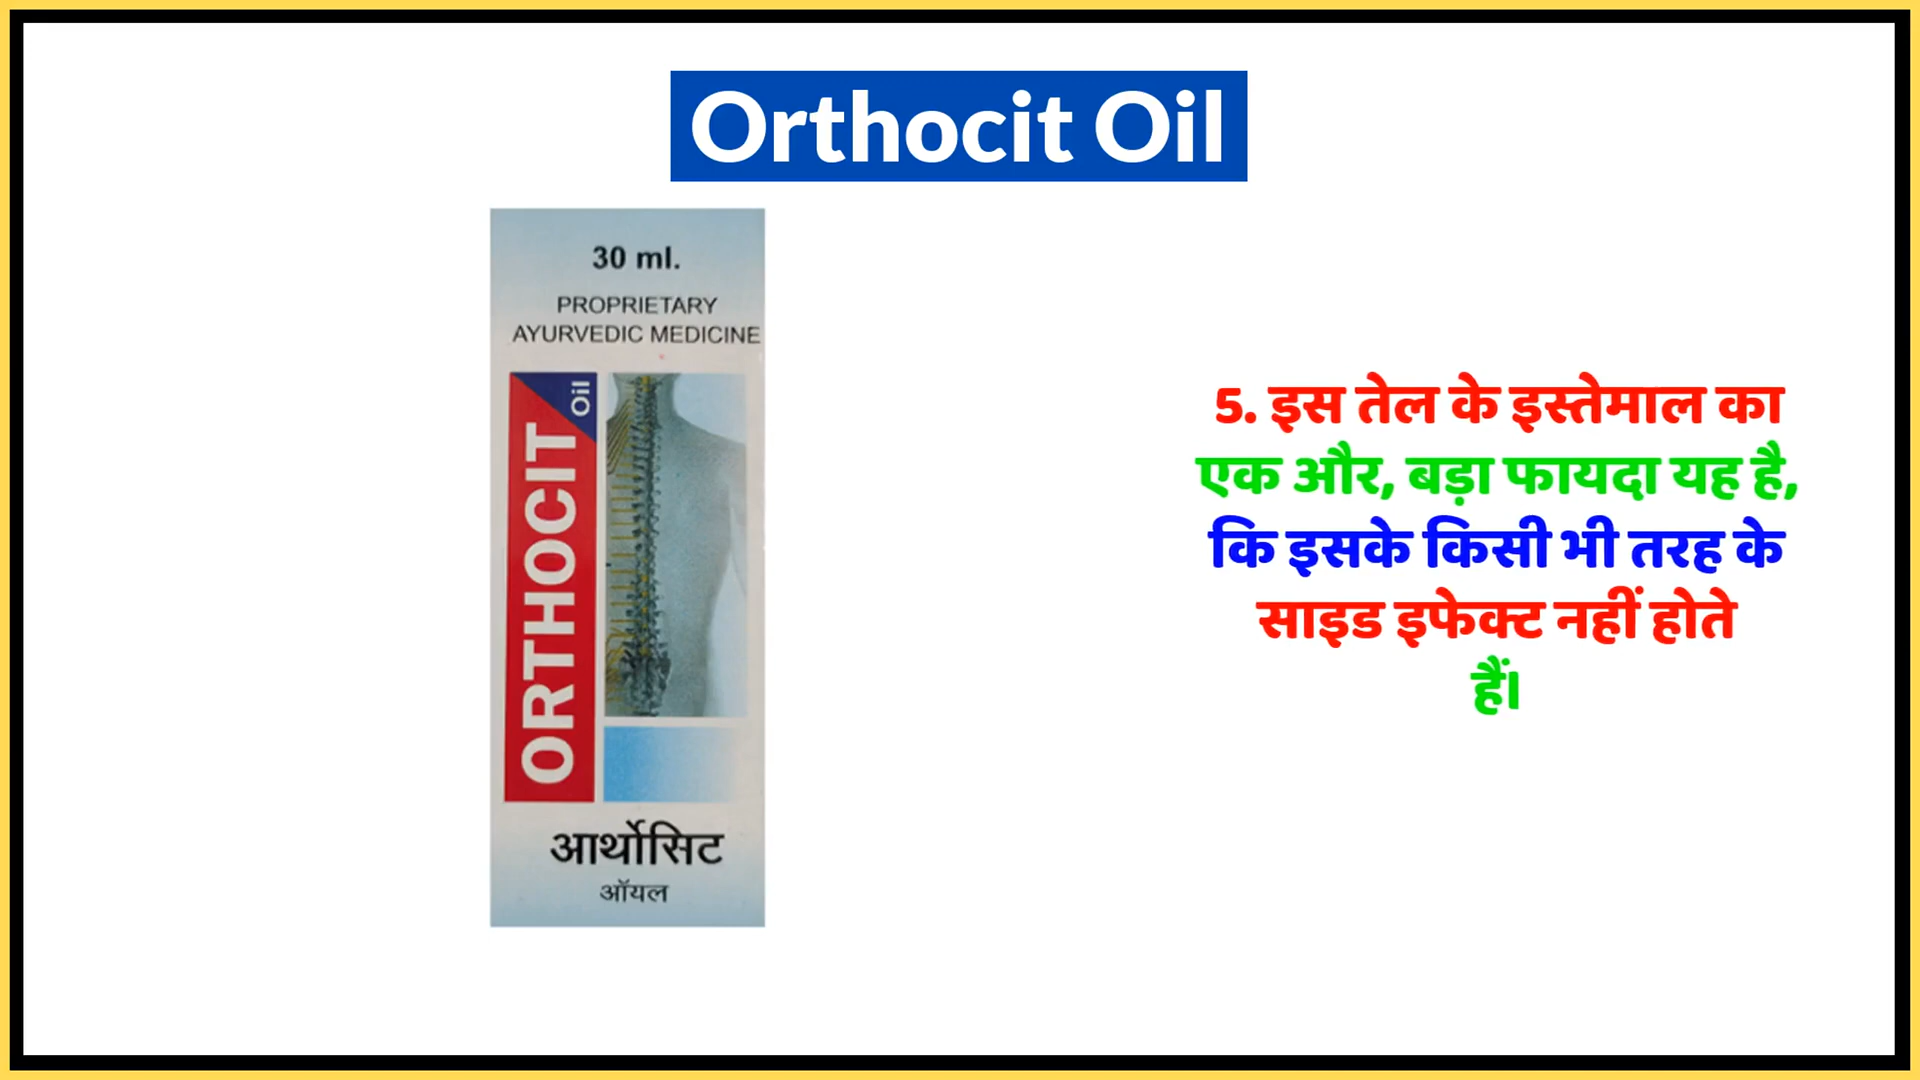 Orthocit Oil
30 ml.
PROPRIETARY
AYURVEDIC MEDICINE
ORTHOCIT Oil
आर्थोसिट
ऑयल
5. इस तेल के इस्तेमाल का
एक और, बड़ा फायदा यह है,
कि इसके किसी भी तरह के
साइड इफेक्ट नहीं होते
हैं।